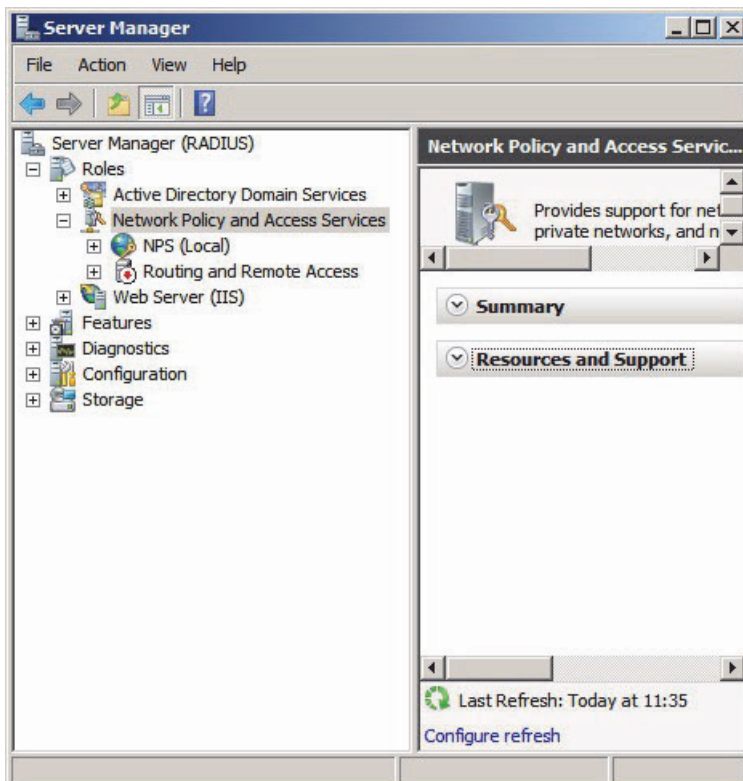 Server Manager
File Action View Help
Server Manager (RADIUS)
Roles
Active Directory Domain Services
Network Policy and Access Services
NPS (Local)
Routing and Remote Access
Web Server (IIS)
Features
Diagnostics
Configuration
Storage
Network Policy and Access Servic...
Provides support for net
private networks, and n
Summary
Resources and Support
Last Refresh: Today at 11:35
Configure refresh